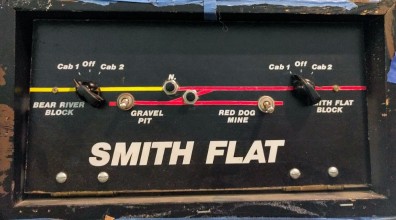 Cab 1 Off Cab 2
Cab 1 Off Cab 2
N.
BEAR RIVER
BLOCK
GRAVEL
PIT
RED DOG
MINE
FLAT
BLOCK
SMITH FLAT